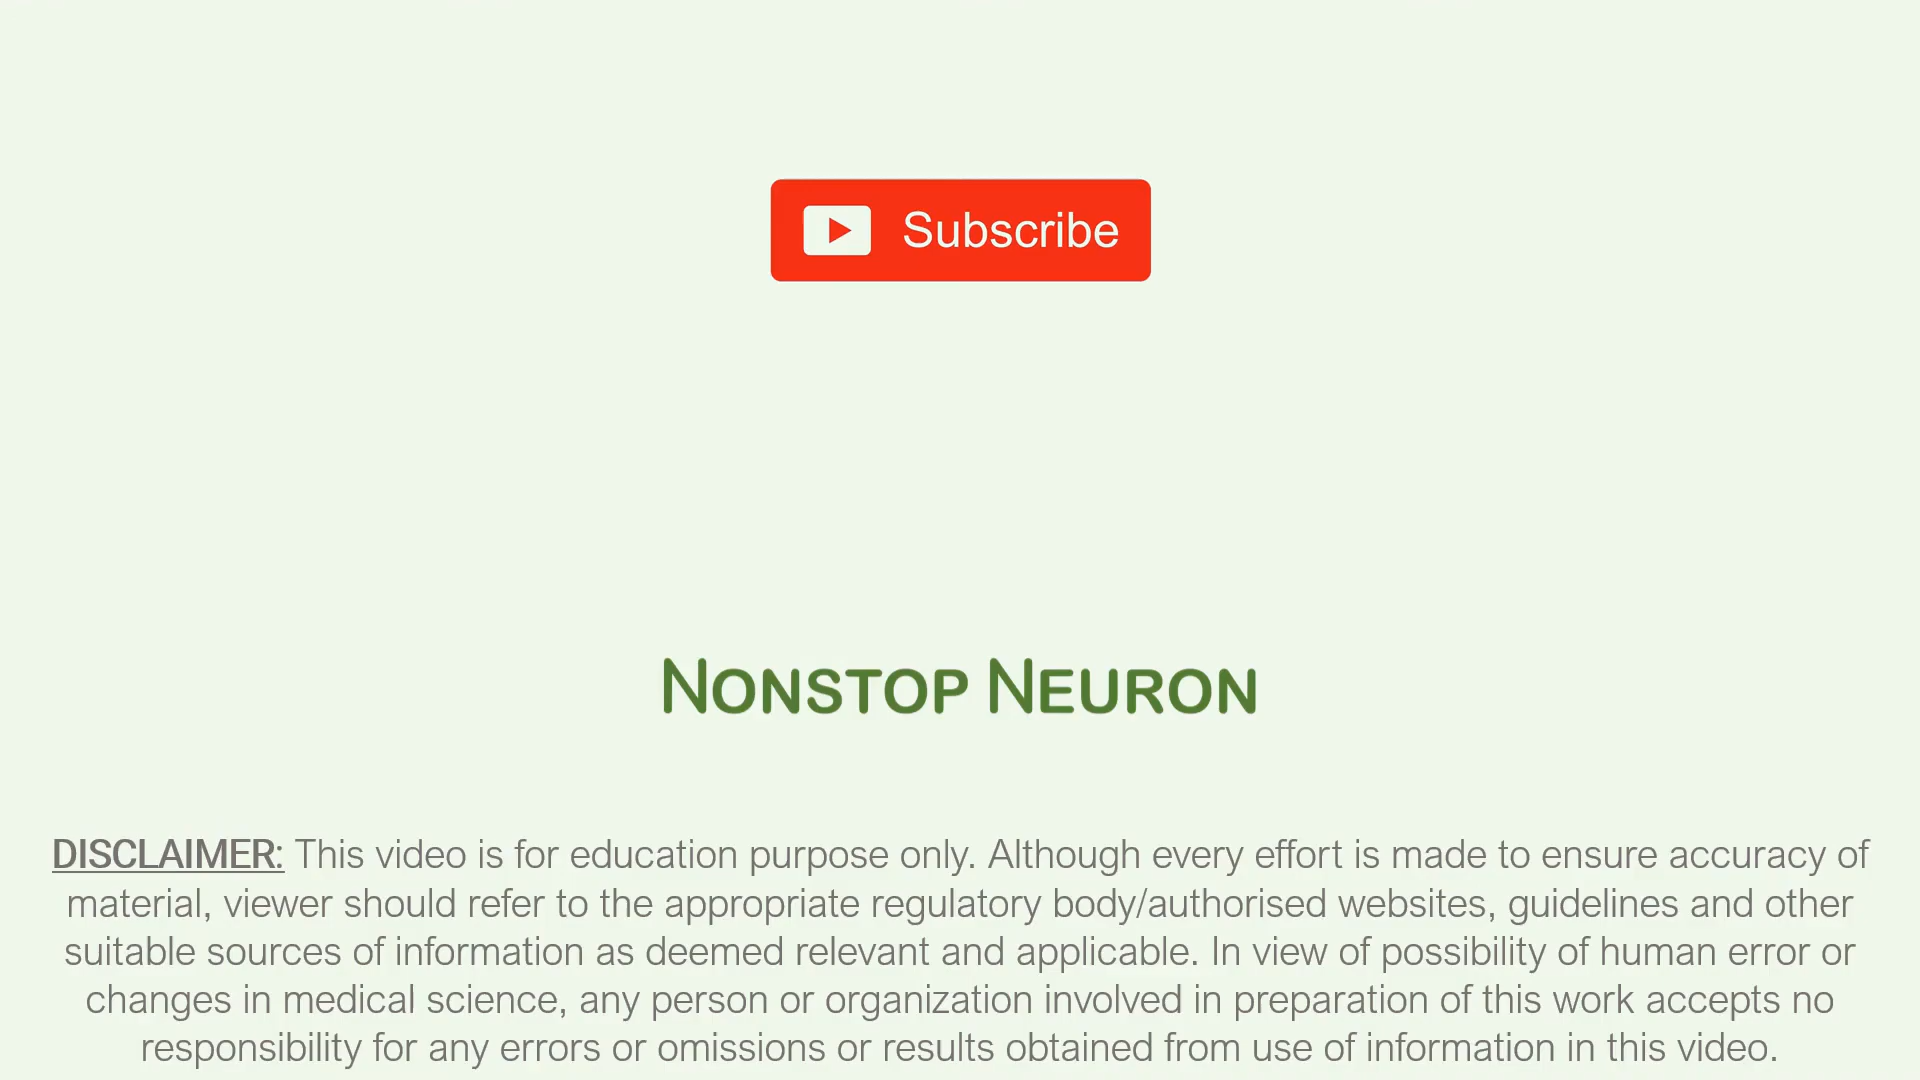 Subscribe
NONSTOP NEURON
DISCLAIMER: This video is for education purpose only. Although every effort is made to ensure accuracy of
material, viewer should refer to the appropriate regulatory body/authorised websites, guidelines and other
suitable sources of information as deemed relevant and applicable. In view of possibility of human error or
changes in medical science, any person or organization involved in preparation of this work accepts no
responsibility for any errors or omissions or results obtained from use of information in this video.